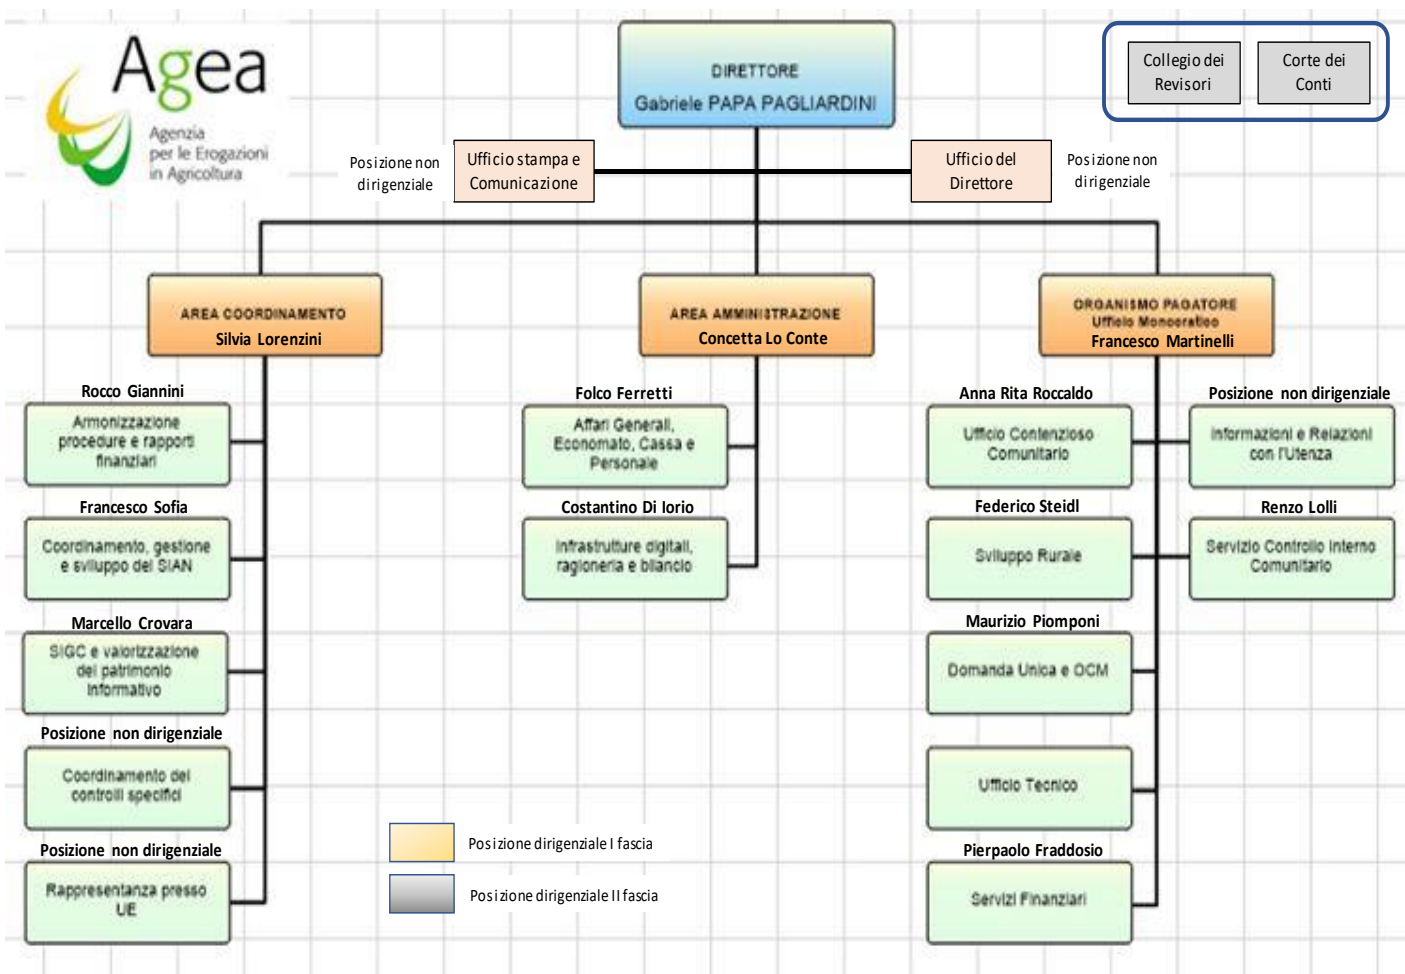 Agea
Agenzia
per le Erogazioni
in Agricoltura
DIRETTORE
Gabriele PAPA PAGLIARDINI
Collegio dei
Revisori
Corte dei
Conti
Posizione non
dirigenziale
Ufficio stampa e
Comunicazione
Ufficio del
Direttore
Posizione non
dirigenziale
AREA COORDINAMENTO
Silvia Lorenzini
AREA AMMINISTRAZIONE
Concetta Lo Conte
ORGANISMO PAGATORE
Ufficio Monocratico
Francesco Martinelli
Rocco Giannini
Armonizzazione
procedure e rapporti
finanziari
Francesco Sofia
Coordinamento, gestione
e sviluppo del SIAN
Marcello Crovara
SIGC e valorizzazione
del patrimonio
informativo
Posizione non dirigenziale
Coordinamento dei
controlli specifici
Posizione non dirigenziale
Rappresentanza presso
UE
Folco Ferretti
Affari Generali,
Economato, Cassa e
Personale
Costantino Di Iorio
Infrastrutture digitali,
ragioneria e bilancio
Anna Rita Roccaldo
Ufficio Contenzioso
Comunitario
Federico Steidl
Sviluppo Rurale
Maurizio Piomponi
Domanda Unica e OCM
Ufficio Tecnico
Pierpaolo Fraddosio
Servizi Finanziari
Posizione non dirigenziale
Informazioni e Relazioni
con l'Utenza
Renzo Lolli
Servizio Controllo Interno
Comunitario
Posizione dirigenziale I fascia
Posizione dirigenziale II fascia